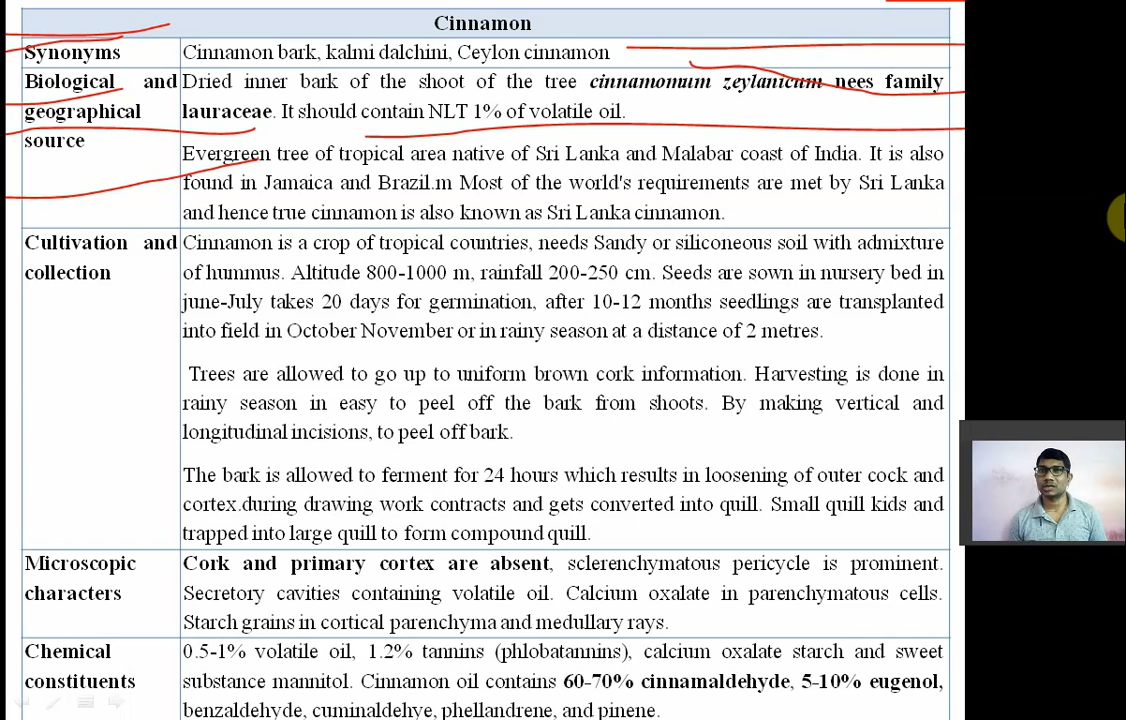 Cinnamon
Synonyms
Cinnamon bark, kalmi dalchini, Ceylon cinnamon
Biological and
geographical
source
Dried inner bark of the shoot of the tree cinnamomum zeylanicum nees family
lauraceae. It should contain NLT 1% of volatile oil.
Evergreen tree of tropical area native of Sri Lanka and Malabar coast of India. It is also
found in Jamaica and Brazil.m Most of the world's requirements are met by Sri Lanka
and hence true cinnamon is also known as Sri Lanka cinnamon.
Cultivation and
collection
Cinnamon is a crop of tropical countries, needs Sandy or siliconeous soil with admixture
of hummus. Altitude 800-1000 m, rainfall 200-250 cm. Seeds are sown in nursery bed in
june-July takes 20 days for germination, after 10-12 months seedlings are transplanted
into field in October November or in rainy season at a distance of 2 metres.
Trees are allowed to go up to uniform brown cork information. Harvesting is done in
rainy season in easy to peel off the bark from shoots. By making vertical and
longitudinal incisions, to peel off bark.
The bark is allowed to ferment for 24 hours which results in loosening of outer cock and
cortex.during drawing work contracts and gets converted into quill. Small quill kids and
trapped into large quill to form compound quill.
Microscopic
characters
Cork and primary cortex are absent, sclerenchymatous pericycle is prominent.
Secretory cavities containing volatile oil. Calcium oxalate in parenchymatous cells.
Starch grains in cortical parenchyma and medullary rays.
Chemical
constituents
0.5-1% volatile oil, 1.2% tannins (phlobatannins), calcium oxalate starch and sweet
substance mannitol. Cinnamon oil contains 60-70% cinnamaldehyde, 5-10% eugenol,
benzaldehyde, cuminaldehye, phellandrene, and pinene.